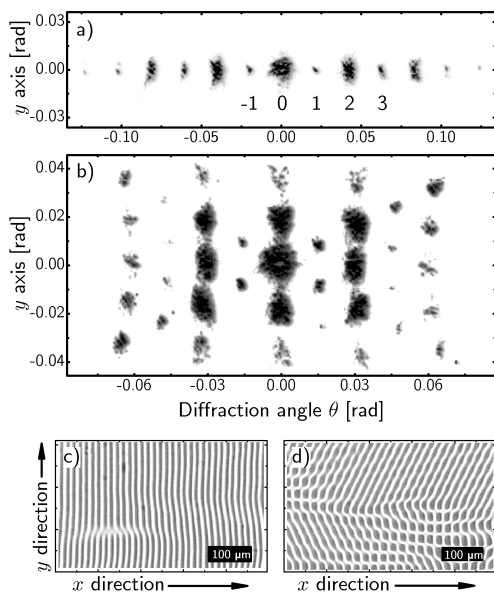 a)
y axis [rad]
0.03
0.00
-0.03
-1 0 1 2 3
-0.10 -0.05 0.00 0.05 0.10
b)
y axis [rad]
0.04
0.02
0.00
-0.02
-0.04
-0.06 -0.03 0.00 0.03 0.06
Diffraction angle θ [rad]
c) d)
y direction
100 μm 100 μm
x direction x direction